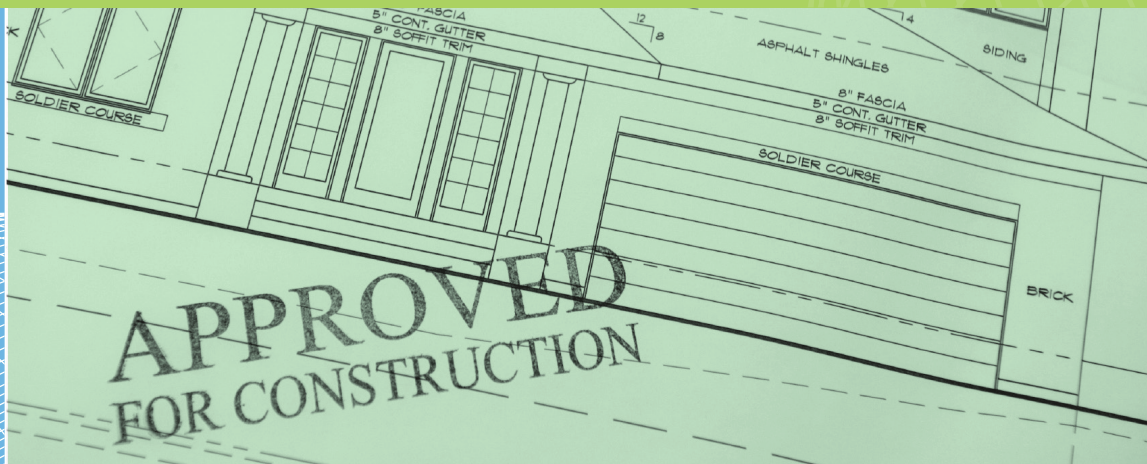 FASCIA
5" CONT. GUTTER
8" SOFFIT TRIM
12
8
14
ASPHALT SHINGLES
SIDING
SOLDIER COURSE
8" FASCIA
5" CONT. GUTTER
8" SOFFIT TRIM
SOLDIER COURSE
BRICK
APPROVED
FOR CONSTRUCTION